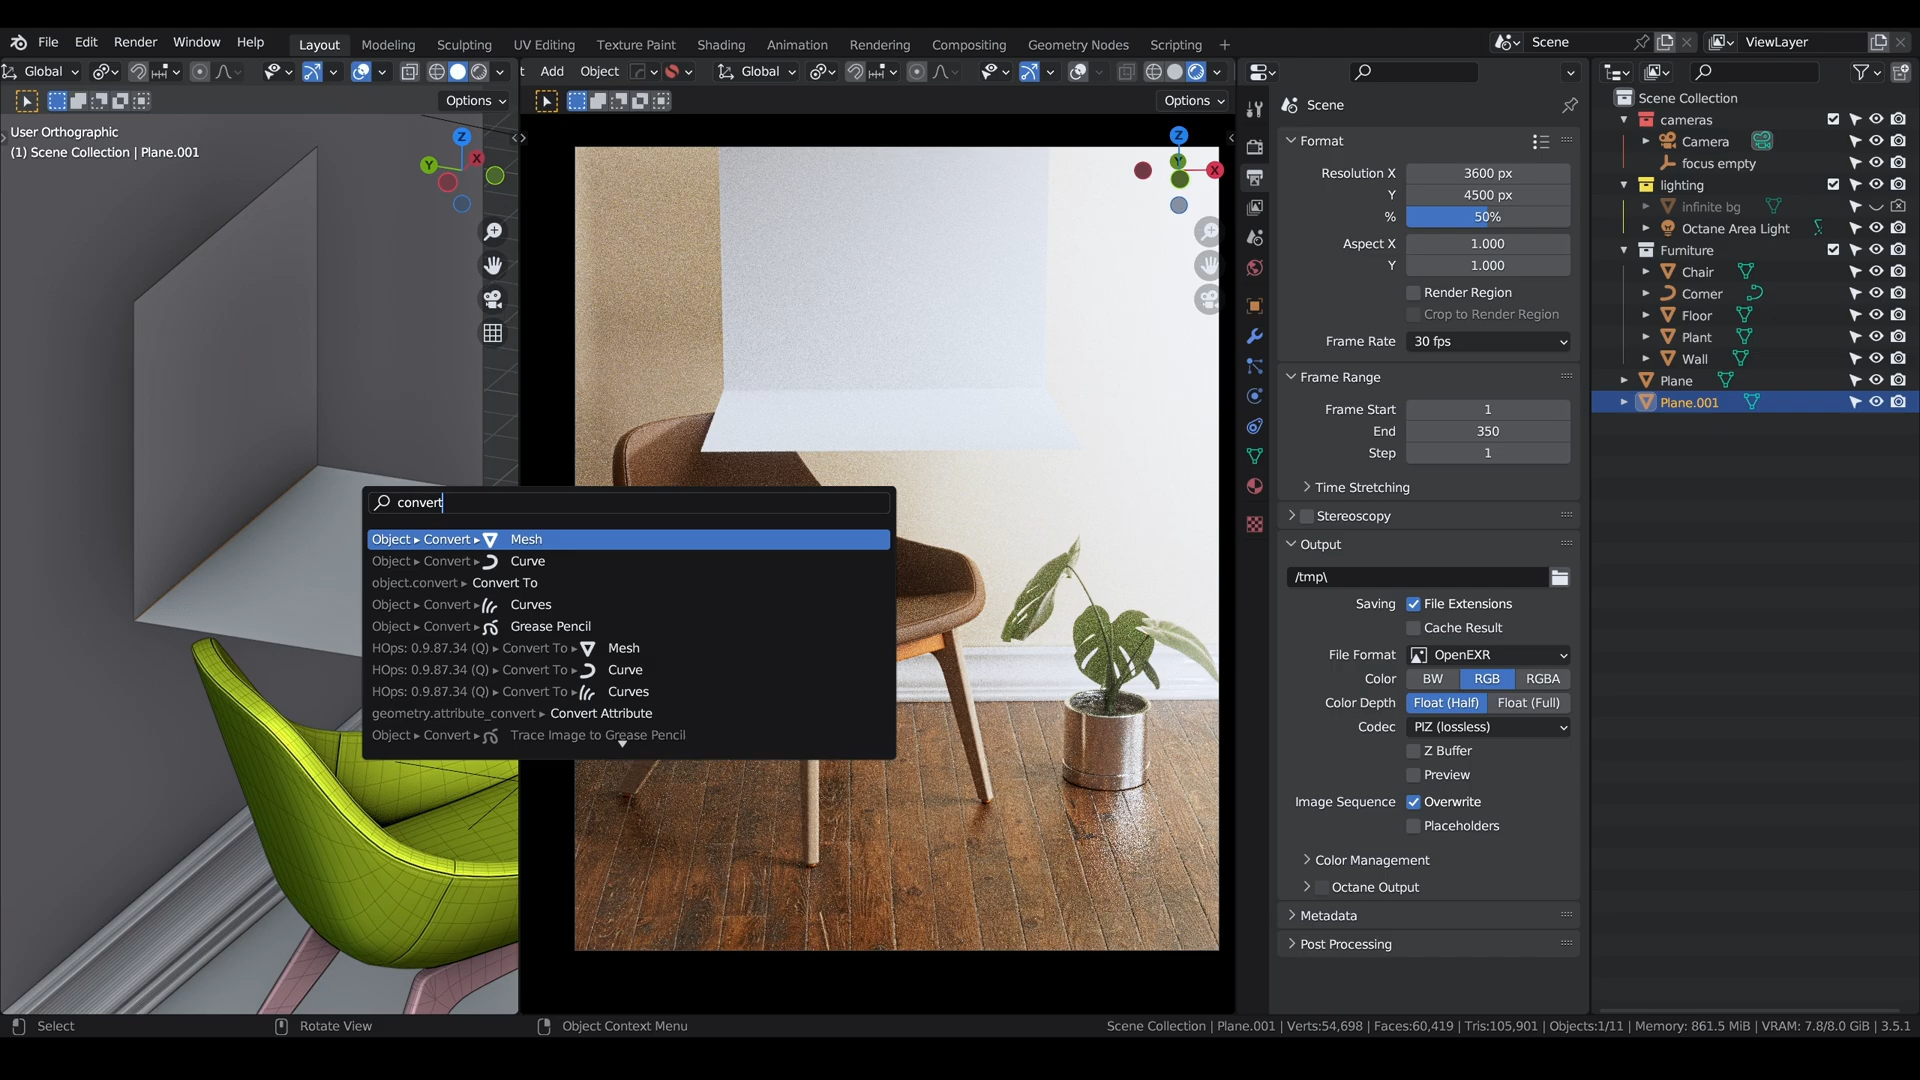 File Edit Render Window Help Layout Modeling Sculpting UV Editing Texture Paint Shading Animation Rendering Compositing Geometry Nodes Scripting + Scene ViewLayer
Global Add Object Global
Options Options
User Orthographic
(1) Scene Collection | Plane.001
Z
Y
X
Z
Y
X
convert
Object ▸ Convert ▸ Mesh
Object ▸ Convert ▸ Curve
object.convert ▸ Convert To
Object ▸ Convert ▸ Curves
Object ▸ Convert ▸ Grease Pencil
HOps: 0.9.87.34 (Q) ▸ Convert To ▸ Mesh
HOps: 0.9.87.34 (Q) ▸ Convert To ▸ Curve
HOps: 0.9.87.34 (Q) ▸ Convert To ▸ Curves
geometry.attribute_convert ▸ Convert Attribute
Object ▸ Convert ▸ Trace Image to Grease Pencil
Scene
Format
Resolution X 3600 px
Y 4500 px
% 50%
Aspect X 1.000
Y 1.000
Render Region
Crop to Render Region
Frame Rate 30 fps
Frame Range
Frame Start 1
End 350
Step 1
Time Stretching
Stereoscopy
Output
/tmp\
Saving File Extensions
Cache Result
File Format OpenEXR
Color BW RGB RGBA
Color Depth Float (Half) Float (Full)
Codec PIZ (lossless)
Z Buffer
Preview
Image Sequence Overwrite
Placeholders
Color Management
Octane Output
Metadata
Post Processing
Scene Collection
cameras
Camera
focus empty
lighting
infinite bg
Octane Area Light
Furniture
Chair
Corner
Floor
Plant
Wall
Plane
Plane.001
Select Rotate View Object Context Menu Scene Collection | Plane.001 | Verts:54,698 | Faces:60,419 | Tris:105,901 | Objects:1/11 | Memory: 861.5 MiB | VRAM: 7.8/8.0 GiB | 3.5.1